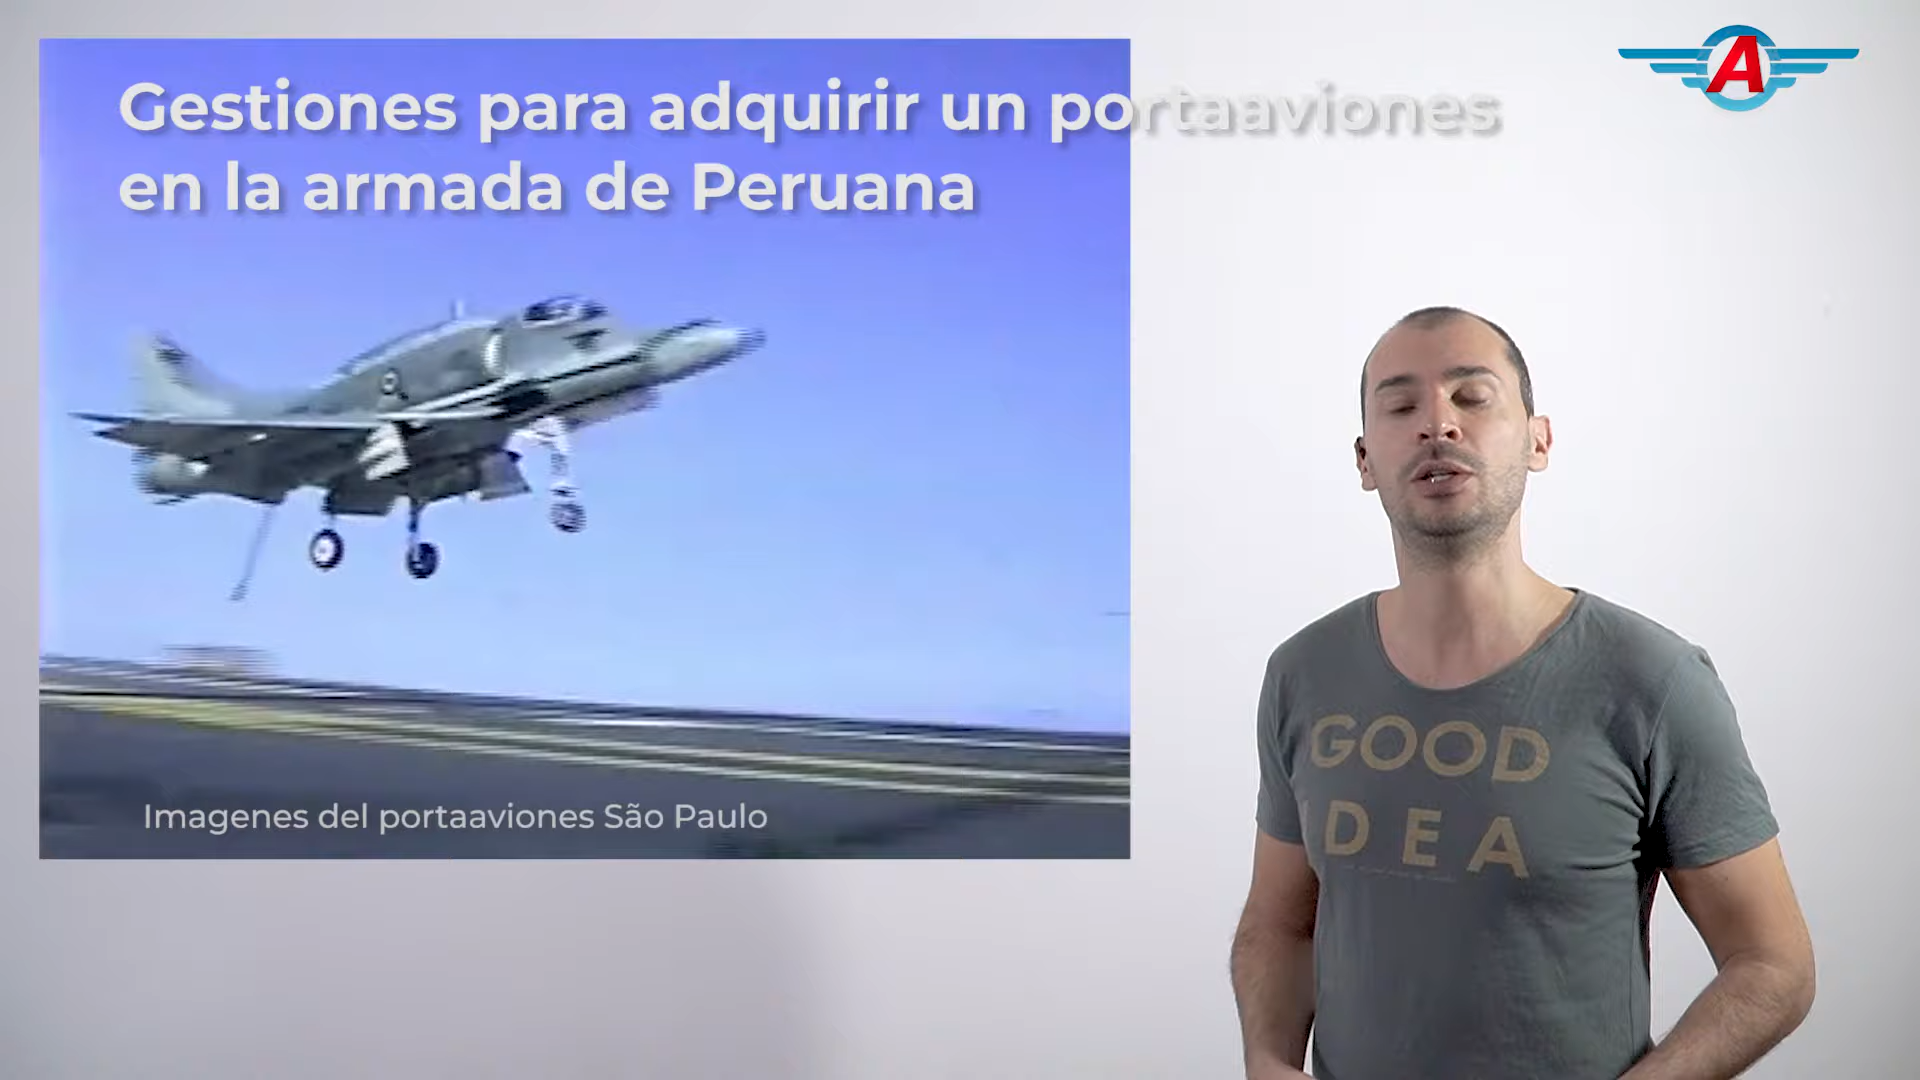 Gestiones para adquirir un portaaviones
en la armada de Peruana
A
Imagenes del portaaviones São Paulo
GOOD
IDEA